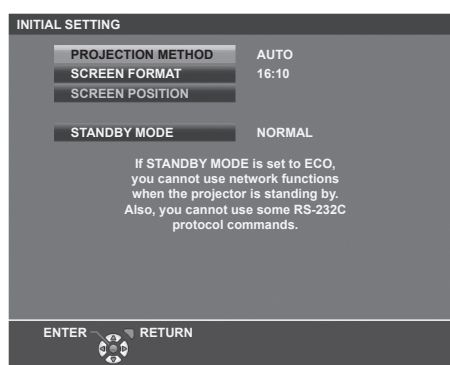 INITIAL SETTING
PROJECTION METHOD AUTO
SCREEN FORMAT 16:10
SCREEN POSITION
STANDBY MODE NORMAL
If STANDBY MODE is set to ECO,
you cannot use network functions
when the projector is standing by.
Also, you cannot use some RS-232C
protocol commands.
ENTER RETURN